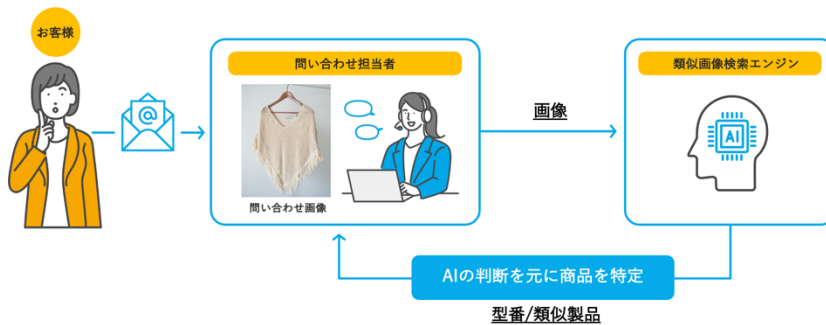 お客様
@
問い合わせ担当者
問い合わせ画像
画像
類似画像検索エンジン
AI
AIの判断を元に商品を特定
型番/類似製品